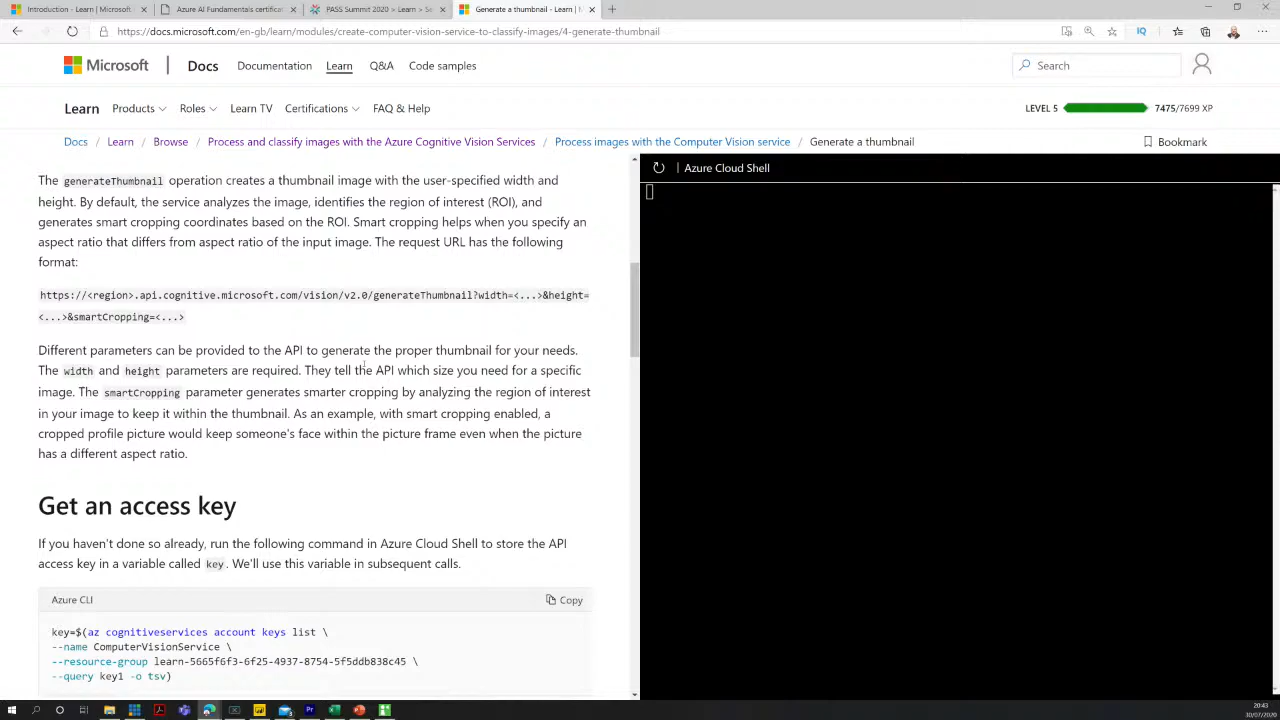 Introduction - Learn | Microsoft
Azure AI Fundamentals certificat
PASS Summit 2020 > Learn > Se
Generate a thumbnail - Learn | M
https://docs.microsoft.com/en-gb/learn/modules/create-computer-vision-service-to-classify-images/4-generate-thumbnail
IQ
Microsoft | Docs Documentation Learn Q&A Code samples Search
Learn Products Roles Learn TV Certifications FAQ & Help LEVEL 5 7475/7699 XP
Docs / Learn / Browse / Process and classify images with the Azure Cognitive Vision Services / Process images with the Computer Vision service / Generate a thumbnail Bookmark
The generateThumbnail operation creates a thumbnail image with the user-specified width and
height. By default, the service analyzes the image, identifies the region of interest (ROI), and
generates smart cropping coordinates based on the ROI. Smart cropping helps when you specify an
aspect ratio that differs from aspect ratio of the input image. The request URL has the following
format:
https://<region>.api.cognitive.microsoft.com/vision/v2.0/generateThumbnail?width=<...>&height=
<...>&smartCropping=<...>
Different parameters can be provided to the API to generate the proper thumbnail for your needs.
The width and height parameters are required. They tell the API which size you need for a specific
image. The smartCropping parameter generates smarter cropping by analyzing the region of interest
in your image to keep it within the thumbnail. As an example, with smart cropping enabled, a
cropped profile picture would keep someone's face within the picture frame even when the picture
has a different aspect ratio.
Get an access key
If you haven't done so already, run the following command in Azure Cloud Shell to store the API
access key in a variable called key. We'll use this variable in subsequent calls.
Azure CLI Copy
key=$(az cognitiveservices account keys list \
--name ComputerVisionService \
--resource-group learn-5665f6f3-6f25-4937-8754-5f5ddb838c45 \
--query key1 -o tsv)
| Azure Cloud Shell
20:43
30/07/2020